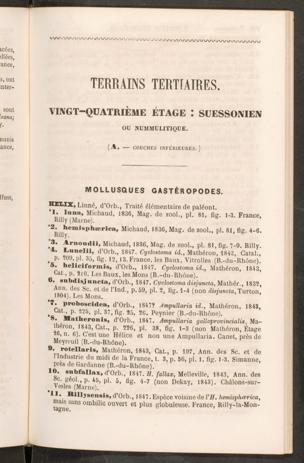 TERRAINS TERTIAIRES.
VINGT-QUATRIÈME ÉTAGE : SUESSONIEN
OU NUMMULITIQUE.
(A. — COUCHES INFÉRIEURES.)
MOLLUSQUES GASTÉROPODES.
HELIX, Linné, d'Orb., Traité élémentaire de paléont.
*1. luna, Michaud, 1836, Mag. de zool., pl. 81, fig. 1-3. France,
Rilly (Marne).
*2. hemisphærica, Michaud, 1836, Mag. de zool., pl. 81, fig. 4-6.
Rilly.
*3. Arnoudii, Michaud, 1836, Mag. de zool., pl. 81, fig. 7-9. Rilly.
*4. Lunelii, d'Orb., 1847. Cyclostoma id., Mathéron, 1843, Catal.,
p. 209, pl. 35, fig. 12, 13. France, les Baux, Vitrolles (B.-du-Rhône).
*5. heliciformis, d'Orb., 1847. Cyclostoma id., Mathéron, 1843,
Cat., p. 210. Les Baux, les Mons (B.-du-Rhône).
6. subdisjuncta, d'Orb., 1847. Cyclostoma disjuncta, Mathér., 1832,
Ann. des Sc. et de l'Ind., p. 59, pl. 2, fig. 1-4 (non disjuncta, Turton,
1804). Les Mons.
*7. proboscidea, d'Orb., 1847? Ampullaria id., Mathéron, 1843,
Cat., p. 225, pl. 37, fig. 25, 26. Peynier (B.-du-Rhône).
*8. Matheronis, d'Orb., 1847. Ampullaria galloprovincialis, Ma-
théron, 1843, Cat., p. 226, pl. 38, fig. 1-3 (non Mathéron, Étage
26, n. 6). C'est une Hélice et non une Ampullaria. Canet, près de
Meyreuil (B.-du-Rhône).
9. rotellaris, Mathéron, 1843, Cat., p. 197, Ann. des Sc. et de
l'Industrie du midi de la France, t. 3, p. 56, pl. 1, fig. 1-3. Simanne,
près de Gardanne (B.-du-Rhône).
10. subfallax, d'Orb., 1847. H. fallax, Melleville, 1843, Ann. des
Sc. géol., p. 45, pl. 5, fig. 4-7 (non Dekay, 1843). Châlons-sur-
Vesles (Marne).
*11. Rillysensis, d'Orb., 1847. Espèce voisine de l'H. hemisphærica,
mais sans ombilic ouvert et plus globuleuse. France, Rilly-la-Mon-
tagne.